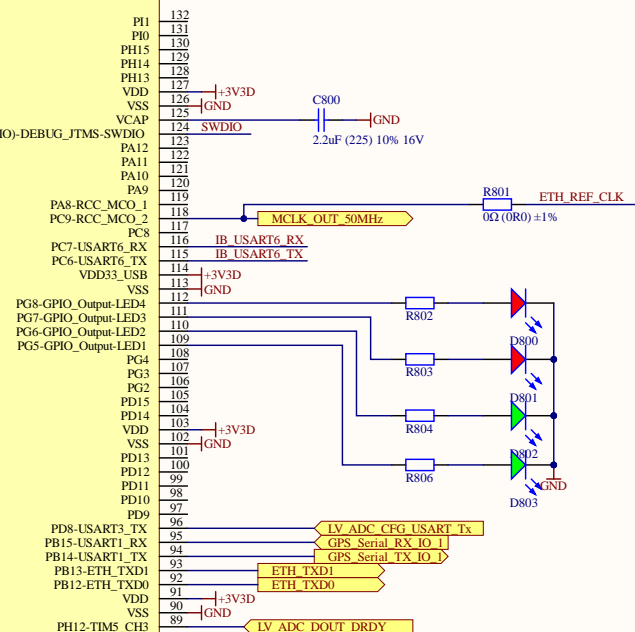 PI1 132
PI0 131
PH15 130
PH14 129
PH13 128
VDD 127 +3V3D
VSS 126 GND
VCAP 125 C800 GND
2.2uF (225) 10% 16V
IO)-DEBUG_JTMS-SWDIO 124 SWDIO
PA12 123
PA11 122
PA10 121
PA9 120
PA8-RCC_MCO_1 119 R801 ETH_REF_CLK
0Ω (0R0) ±1%
PC9-RCC_MCO_2 118 MCLK_OUT_50MHz
PC8 117
PC7-USART6_RX 116 IB_USART6_RX
PC6-USART6_TX 115 IB_USART6_TX
VDD33_USB 114 +3V3D
VSS 113 GND
PG8-GPIO_Output-LED4 112 R802 D800
PG7-GPIO_Output-LED3 111 R803 D801
PG6-GPIO_Output-LED2 110 R804 D802
PG5-GPIO_Output-LED1 109 R806 D803 GND
PG4 108
PG3 107
PG2 106
PD15 105
PD14 104
VDD 103 +3V3D
VSS 102 GND
PD13 101
PD12 100
PD11 99
PD10 98
PD9 97
PD8-USART3_TX 96 LV_ADC_CFG_USART_Tx
PB15-USART1_RX 95 GPS_Serial_RX_IO_1
PB14-USART1_TX 94 GPS_Serial_TX_IO_1
PB13-ETH_TXD1 93 ETH_TXD1
PB12-ETH_TXD0 92 ETH_TXD0
VDD 91 +3V3D
VSS 90 GND
PH12-TIM5_CH3 89 LV_ADC_DOUT_DRDY